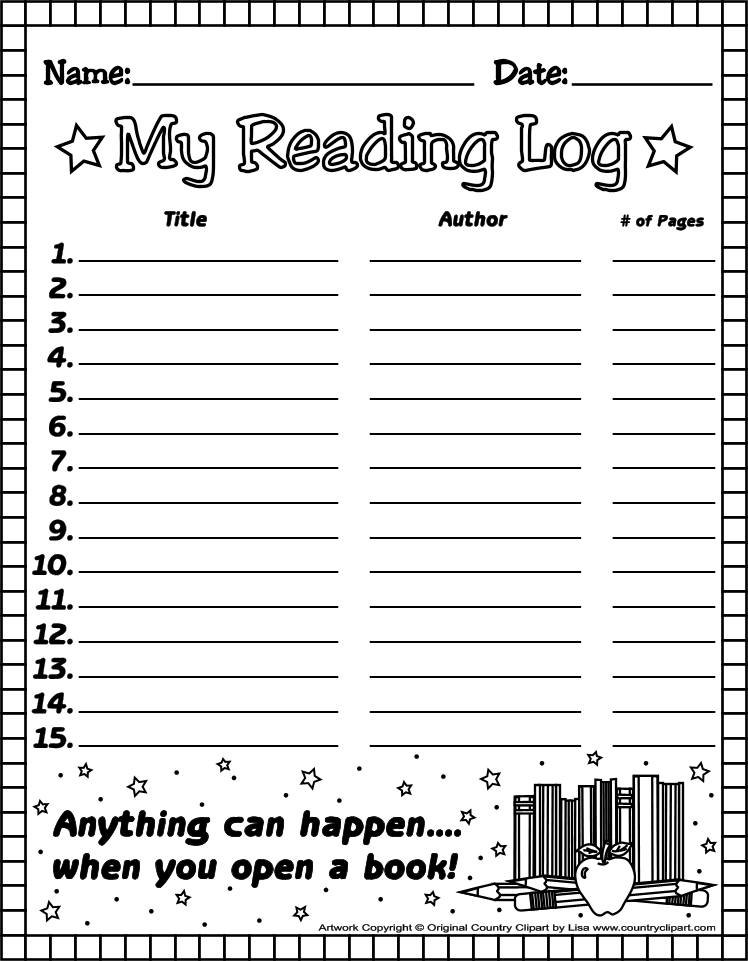 Name: Date:
My Reading Log
Title Author # of Pages
1.
2.
3.
4.
5.
6.
7.
8.
9.
10.
11.
12.
13.
14.
15.
Anything can happen....
when you open a book!
Artwork Copyright © Original Country Clipart by Lisa www.countryclipart.com